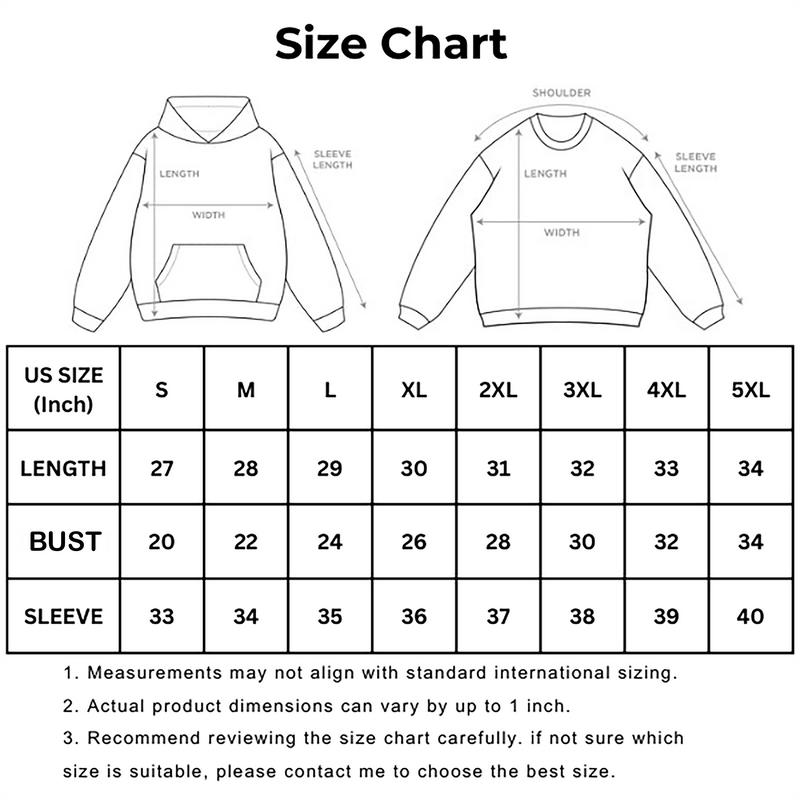 Size Chart
SHOULDER
SLEEVE
LENGTH
LENGTH
WIDTH
SLEEVE
LENGTH
LENGTH
WIDTH
US SIZE (Inch) S M L XL 2XL 3XL 4XL 5XL
LENGTH 27 28 29 30 31 32 33 34
BUST 20 22 24 26 28 30 32 34
SLEEVE 33 34 35 36 37 38 39 40
1. Measurements may not align with standard international sizing.
2. Actual product dimensions can vary by up to 1 inch.
3. Recommend reviewing the size chart carefully. if not sure which
size is suitable, please contact me to choose the best size.